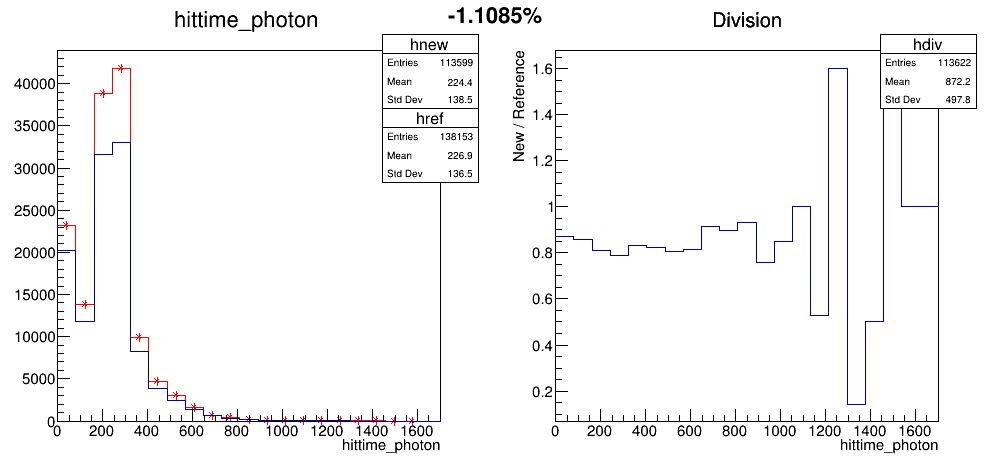 -1.1085%
hittime_photon
hnew
Entries 113599
Mean 224.4
Std Dev 138.5
href
Entries 138153
Mean 226.9
Std Dev 136.5
40000
35000
30000
25000
20000
15000
10000
5000
0
0 200 400 600 800 1000 1200 1400 1600
hittime_photon
Division
hdiv
Entries 113622
Mean 872.2
Std Dev 497.8
New / Reference
1.6
1.4
1.2
1
0.8
0.6
0.4
0.2
0 200 400 600 800 1000 1200 1400 1600
hittime_photon